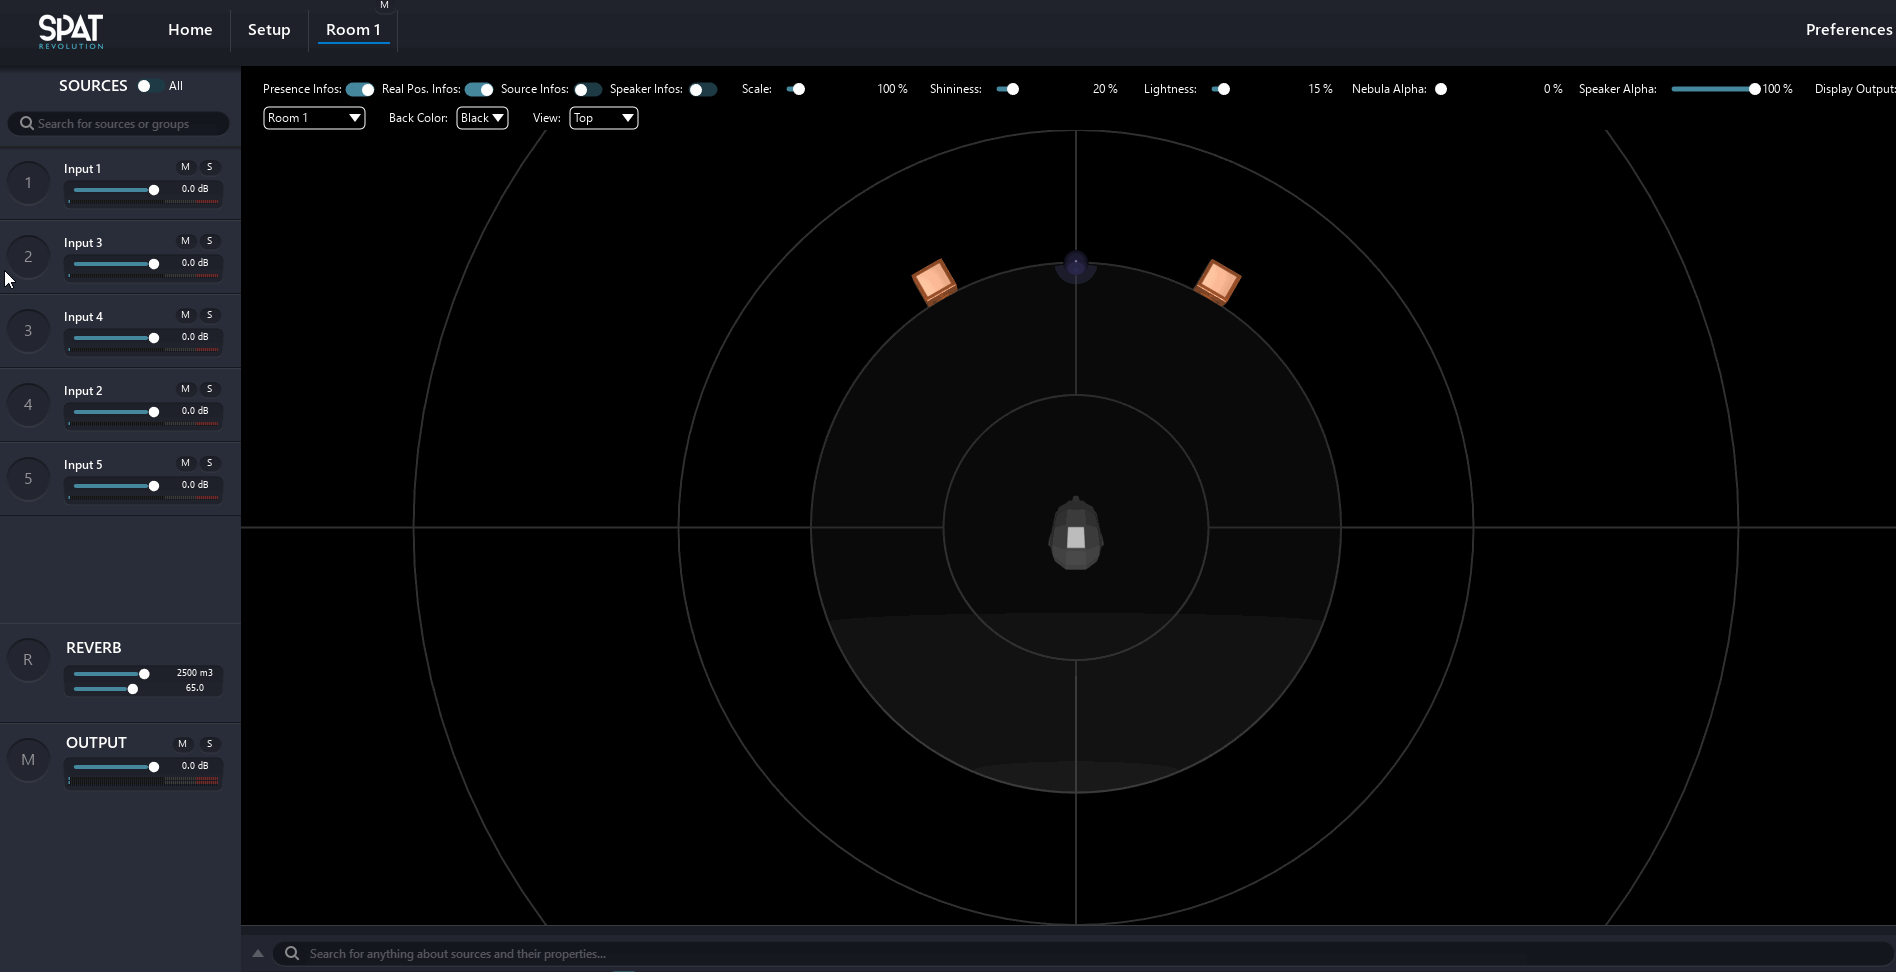 M
SPAT
REVOLUTION
Home
Setup
Room 1
Preferences
SOURCES
All
Search for sources or groups
1
Input 1
M
S
0.0 dB
2
Input 3
M
S
0.0 dB
3
Input 4
M
S
0.0 dB
4
Input 2
M
S
0.0 dB
5
Input 5
M
S
0.0 dB
R
REVERB
2500 m3
65.0
M
OUTPUT
M
S
0.0 dB
Presence Infos:
Real Pos. Infos:
Source Infos:
Speaker Infos:
Scale:
100 %
Shininess:
20 %
Lightness:
15 %
Nebula Alpha:
0 %
Speaker Alpha:
100 %
Display Output:
Room 1
Back Color:
Black
View:
Top
Search for anything about sources and their properties...